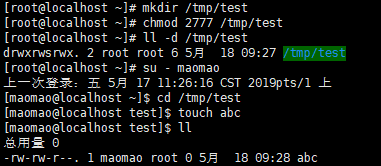 [root@localhost ~]# mkdir /tmp/test
[root@localhost ~]# chmod 2777 /tmp/test
[root@localhost ~]# ll -d /tmp/test
drwxrwsrwx. 2 root root 6 5月  18 09:27 /tmp/test
[root@localhost ~]# su - maomao
上一次登录：五 5月 17 11:26:16 CST 2019pts/1 上
[maomao@localhost ~]$ cd /tmp/test
[maomao@localhost test]$ touch abc
[maomao@localhost test]$ ll
总用量 0
-rw-rw-r--. 1 maomao root 0 5月  18 09:28 abc